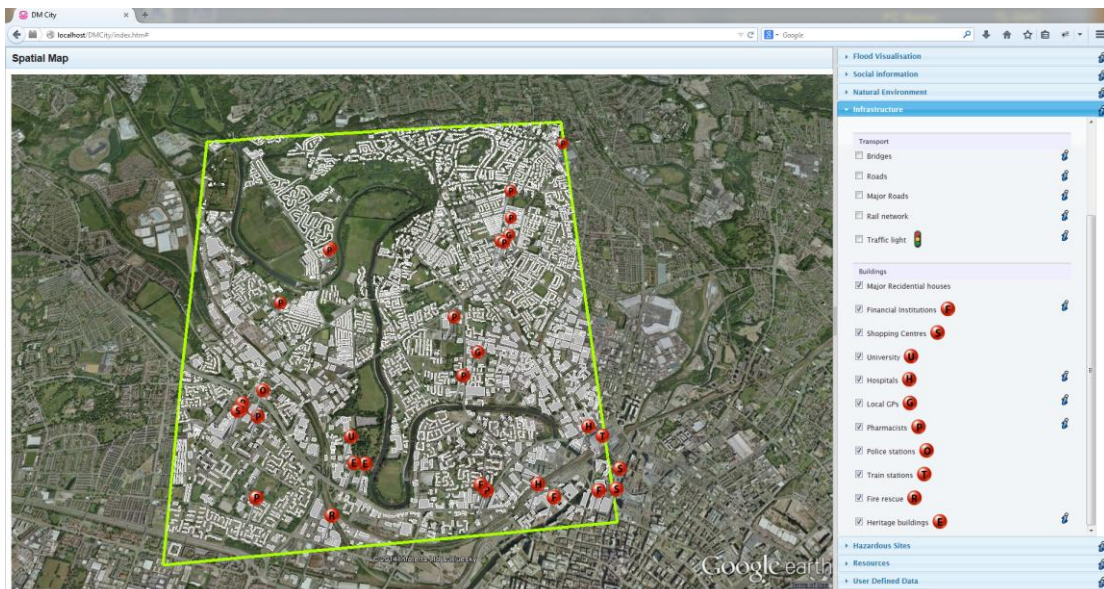 DM City
localhost/DMCity/index.htm#
Google
Spatial Map
Flood Visualisation
Social information
Natural Environment
Infrastructure
Transport
Bridges
Roads
Major Roads
Rail network
Traffic light
Buildings
Major Recidential houses
Financial Institutions F
Shopping Centres S
University U
Hospitals H
Local GPs G
Pharmacists P
Police stations O
Train stations T
Fire rescue R
Heritage buildings E
Hazardous Sites
Resources
User Defined Data
P
P
P
G
P
P
P
P
G
P
O
S
P
H
T
U
E E
S
P
E
H
F
F
S
R
Google earth